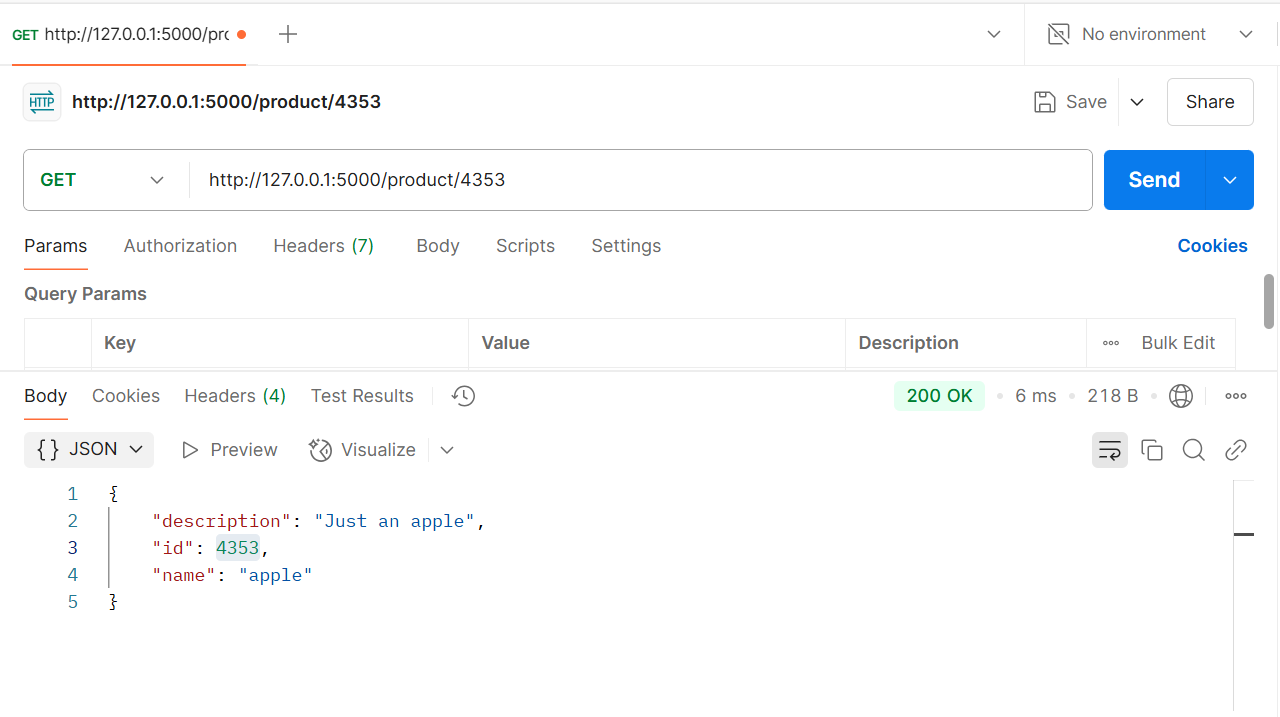 GET http://127.0.0.1:5000/pro
No environment
HTTP http://127.0.0.1:5000/product/4353
Save
Share
GET http://127.0.0.1:5000/product/4353
Send
Params Authorization Headers (7) Body Scripts Settings Cookies
Query Params
Key Value Description Bulk Edit
Body Cookies Headers (4) Test Results 200 OK 6 ms 218 B
{} JSON Preview Visualize
1 {
2 "description": "Just an apple",
3 "id": 4353,
4 "name": "apple"
5 }